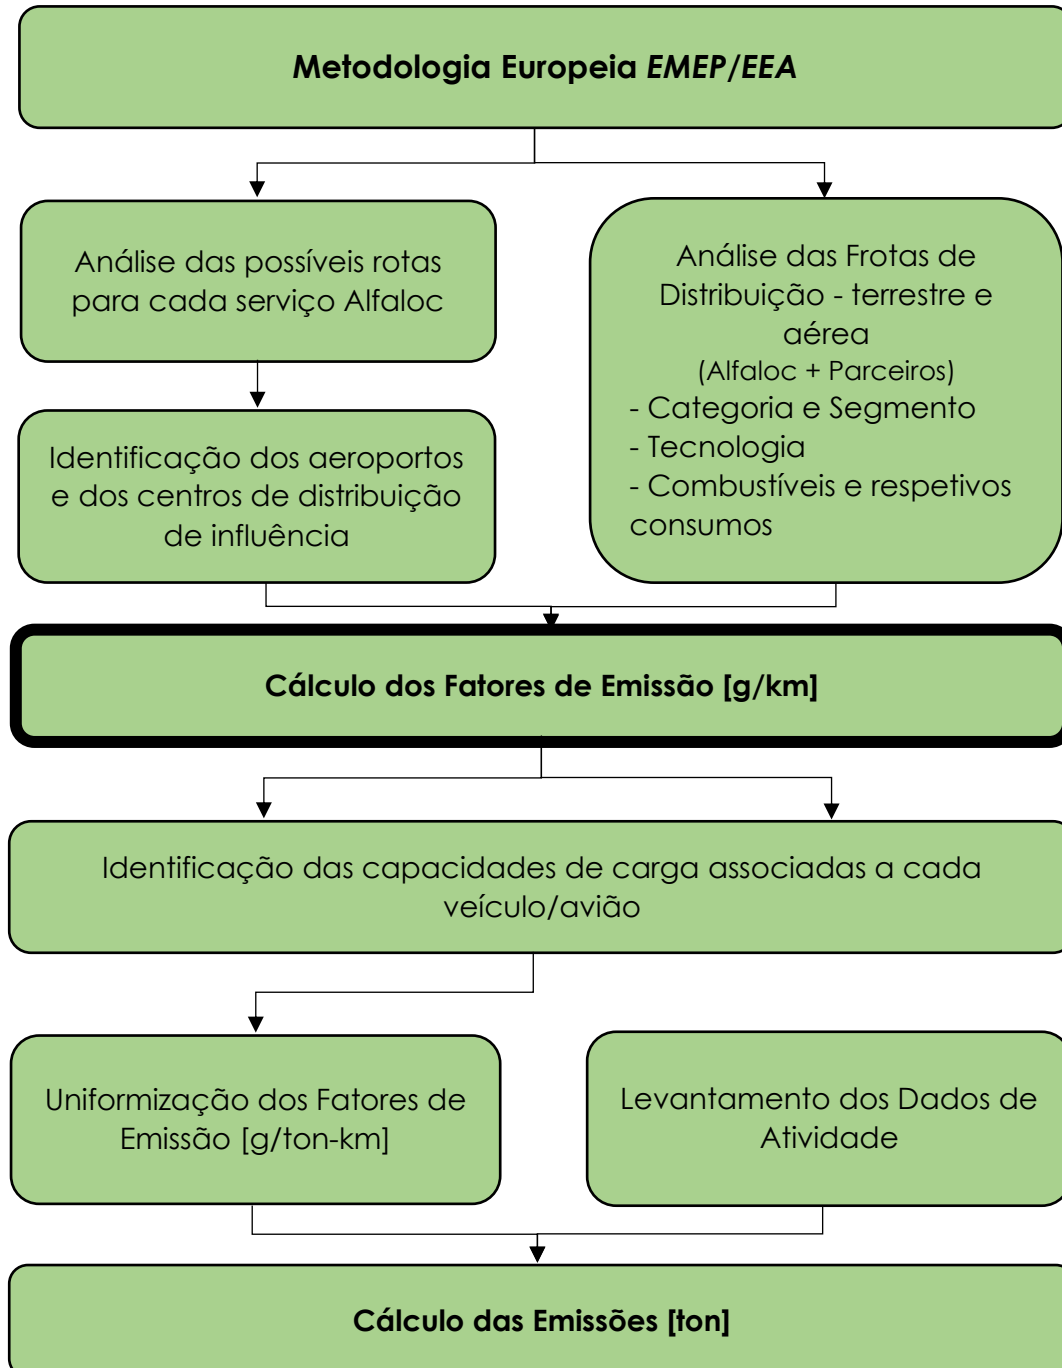 Metodologia Europeia EMEP/EEA
Análise das possíveis rotas
para cada serviço Alfaloc
Identificação dos aeroportos
e dos centros de distribuição
de influência
Análise das Frotas de
Distribuição - terrestre e
aérea
(Alfaloc + Parceiros)
- Categoria e Segmento
- Tecnologia
- Combustíveis e respetivos
consumos
Cálculo dos Fatores de Emissão [g/km]
Identificação das capacidades de carga associadas a cada
veículo/avião
Uniformização dos Fatores de
Emissão [g/ton-km]
Levantamento dos Dados de
Atividade
Cálculo das Emissões [ton]